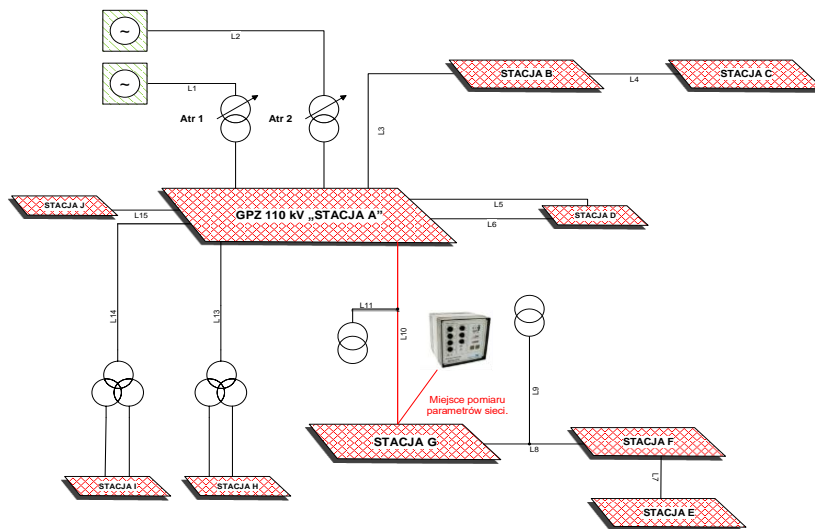 L2
~
L1
~
Atr 1
Atr 2
STACJA B
L4
STACJA C
L3
STACJA J
L15
GPZ 110 kV „STACJA A”
L5
L6
STACJA D
L14
L13
L11
L10
L9
Miejsce pomiaru
parametrów sieci.
STACJA G
L8
STACJA F
L7
STACJA I
STACJA H
STACJA E